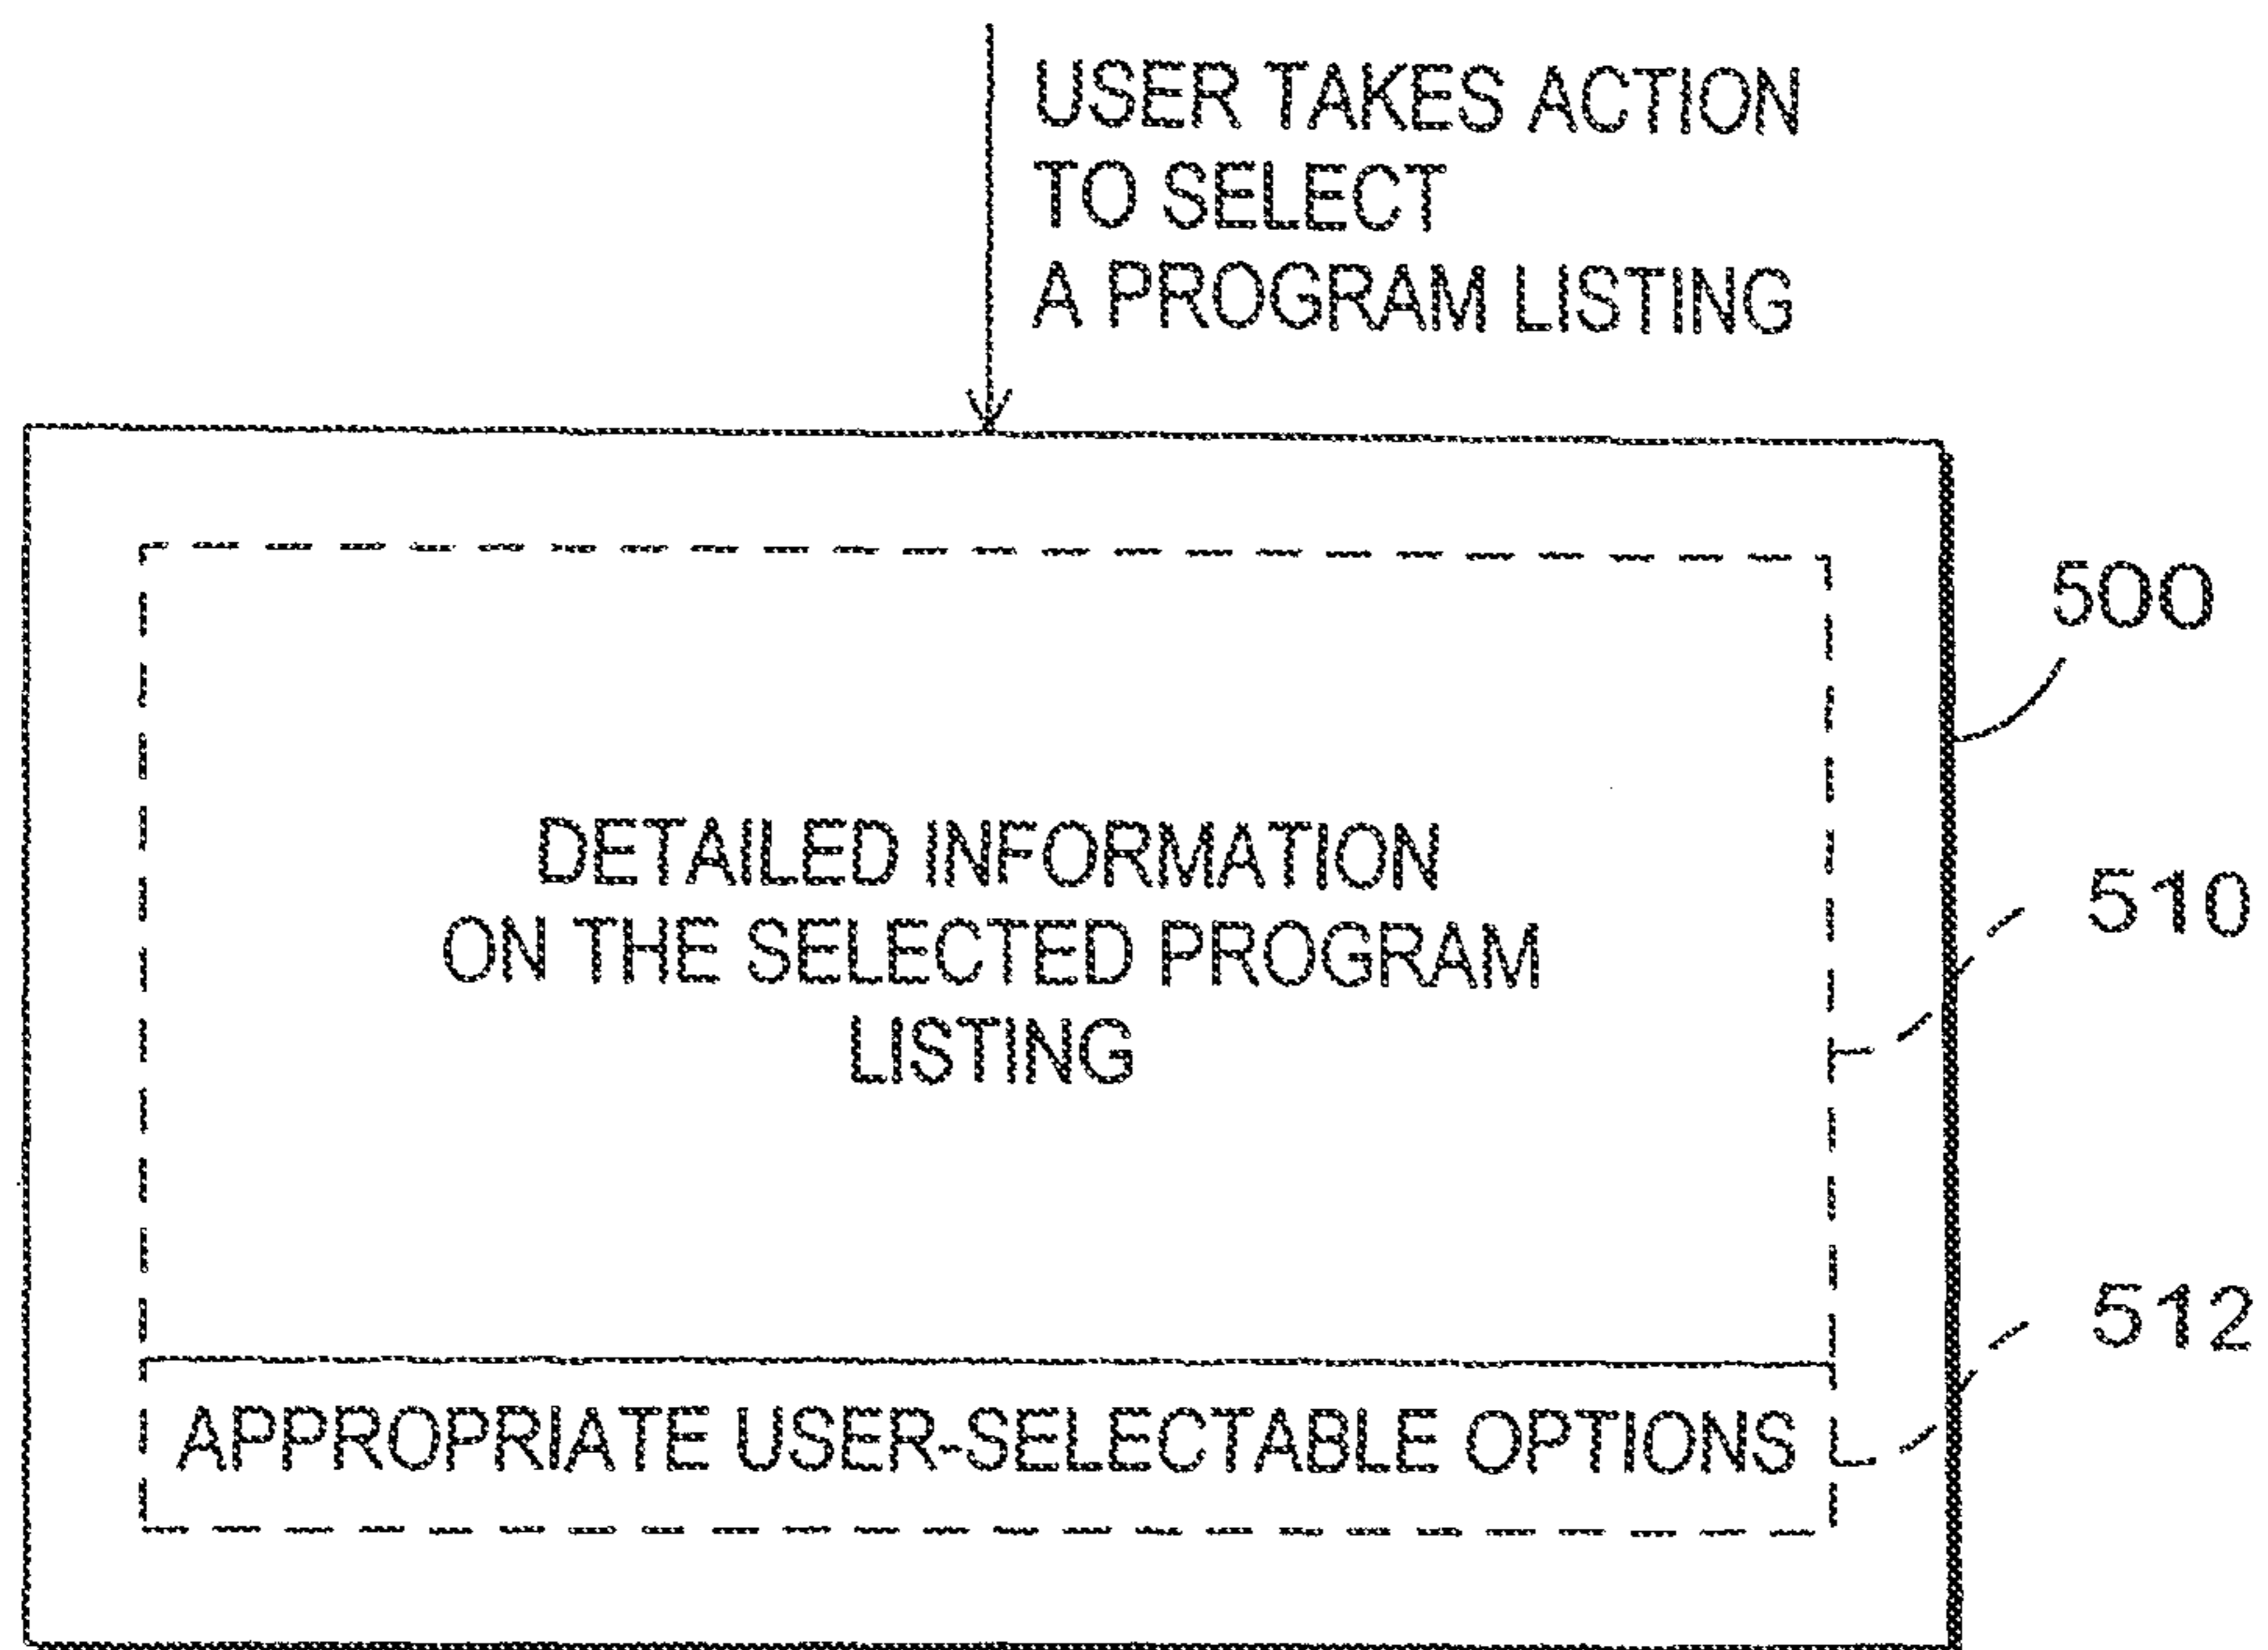 USER TAKES ACTION
TO SELECT
A PROGRAM LISTING
500
DETAILED INFORMATION
ON THE SELECTED PROGRAM
LISTING
510
APPROPRIATE USER-SELECTABLE OPTIONS
512